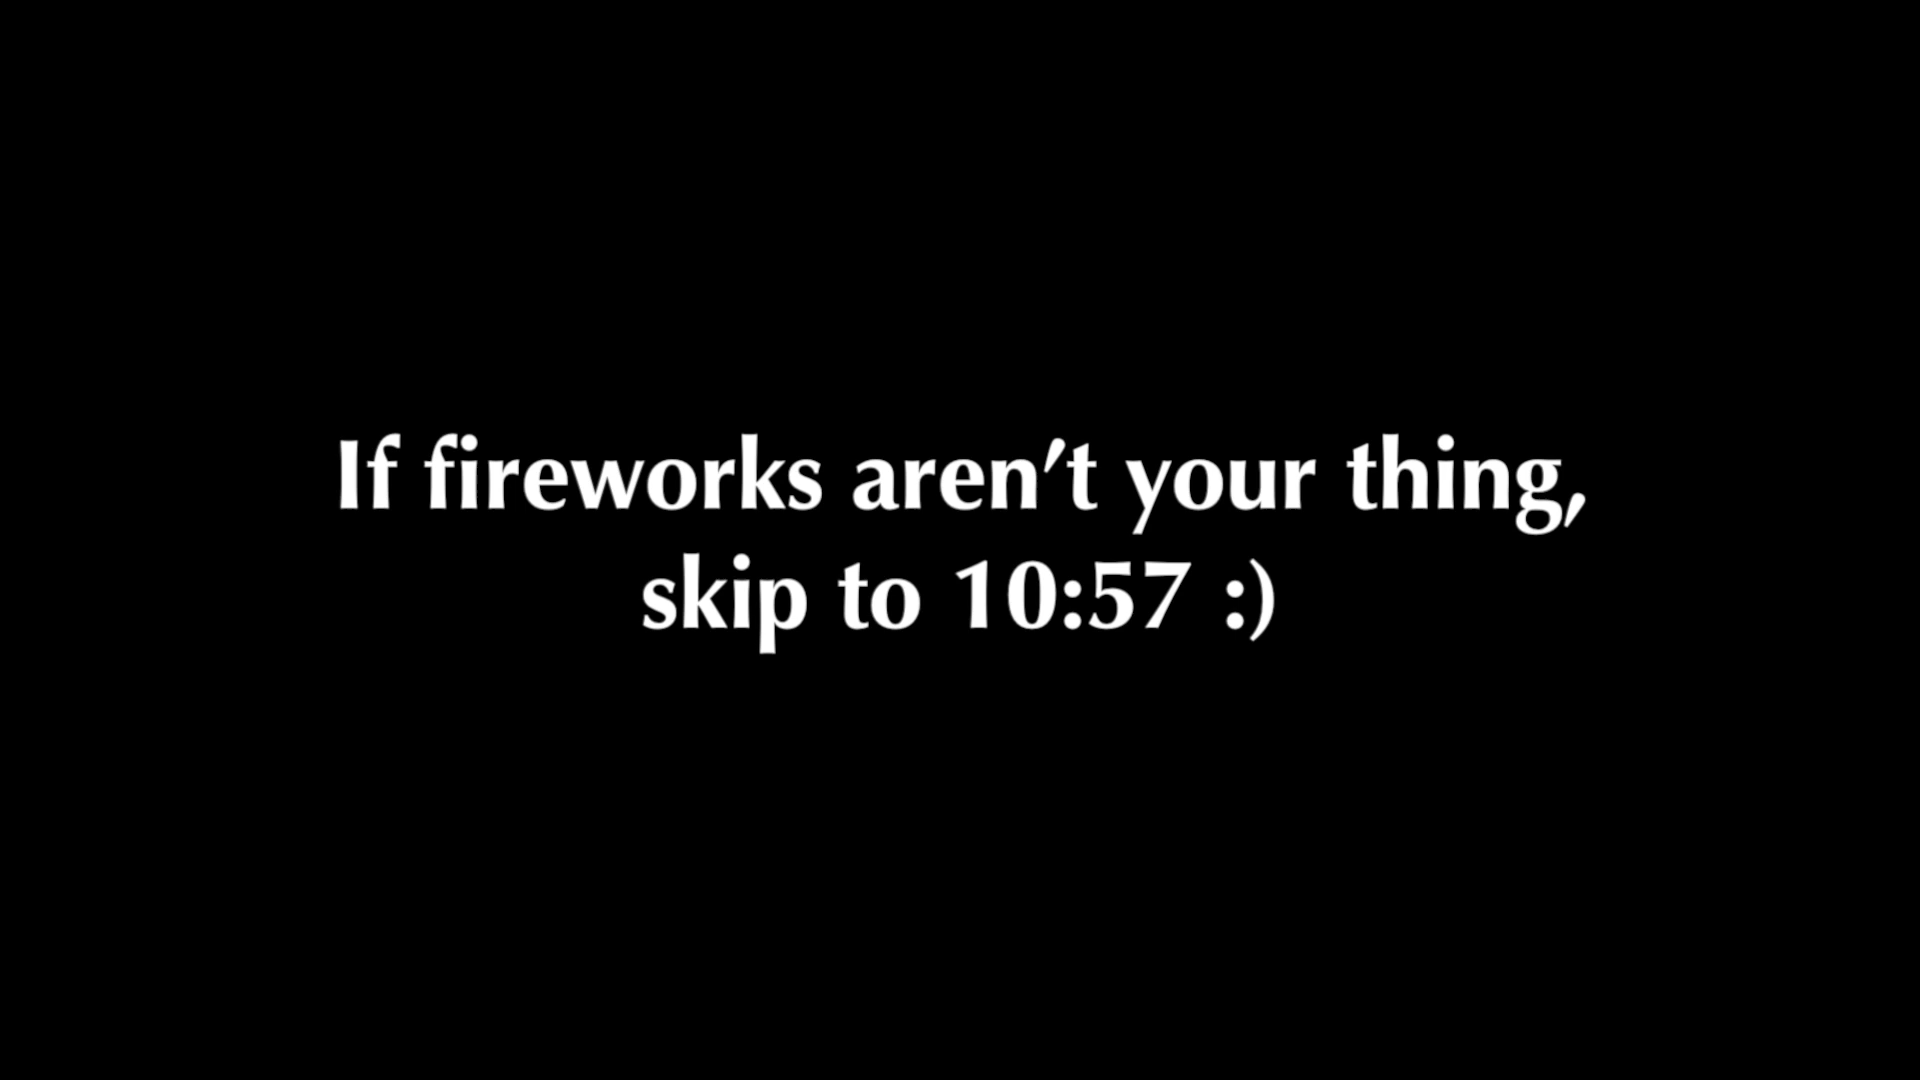 If fireworks aren’t your thing,
skip to 10:57 :)